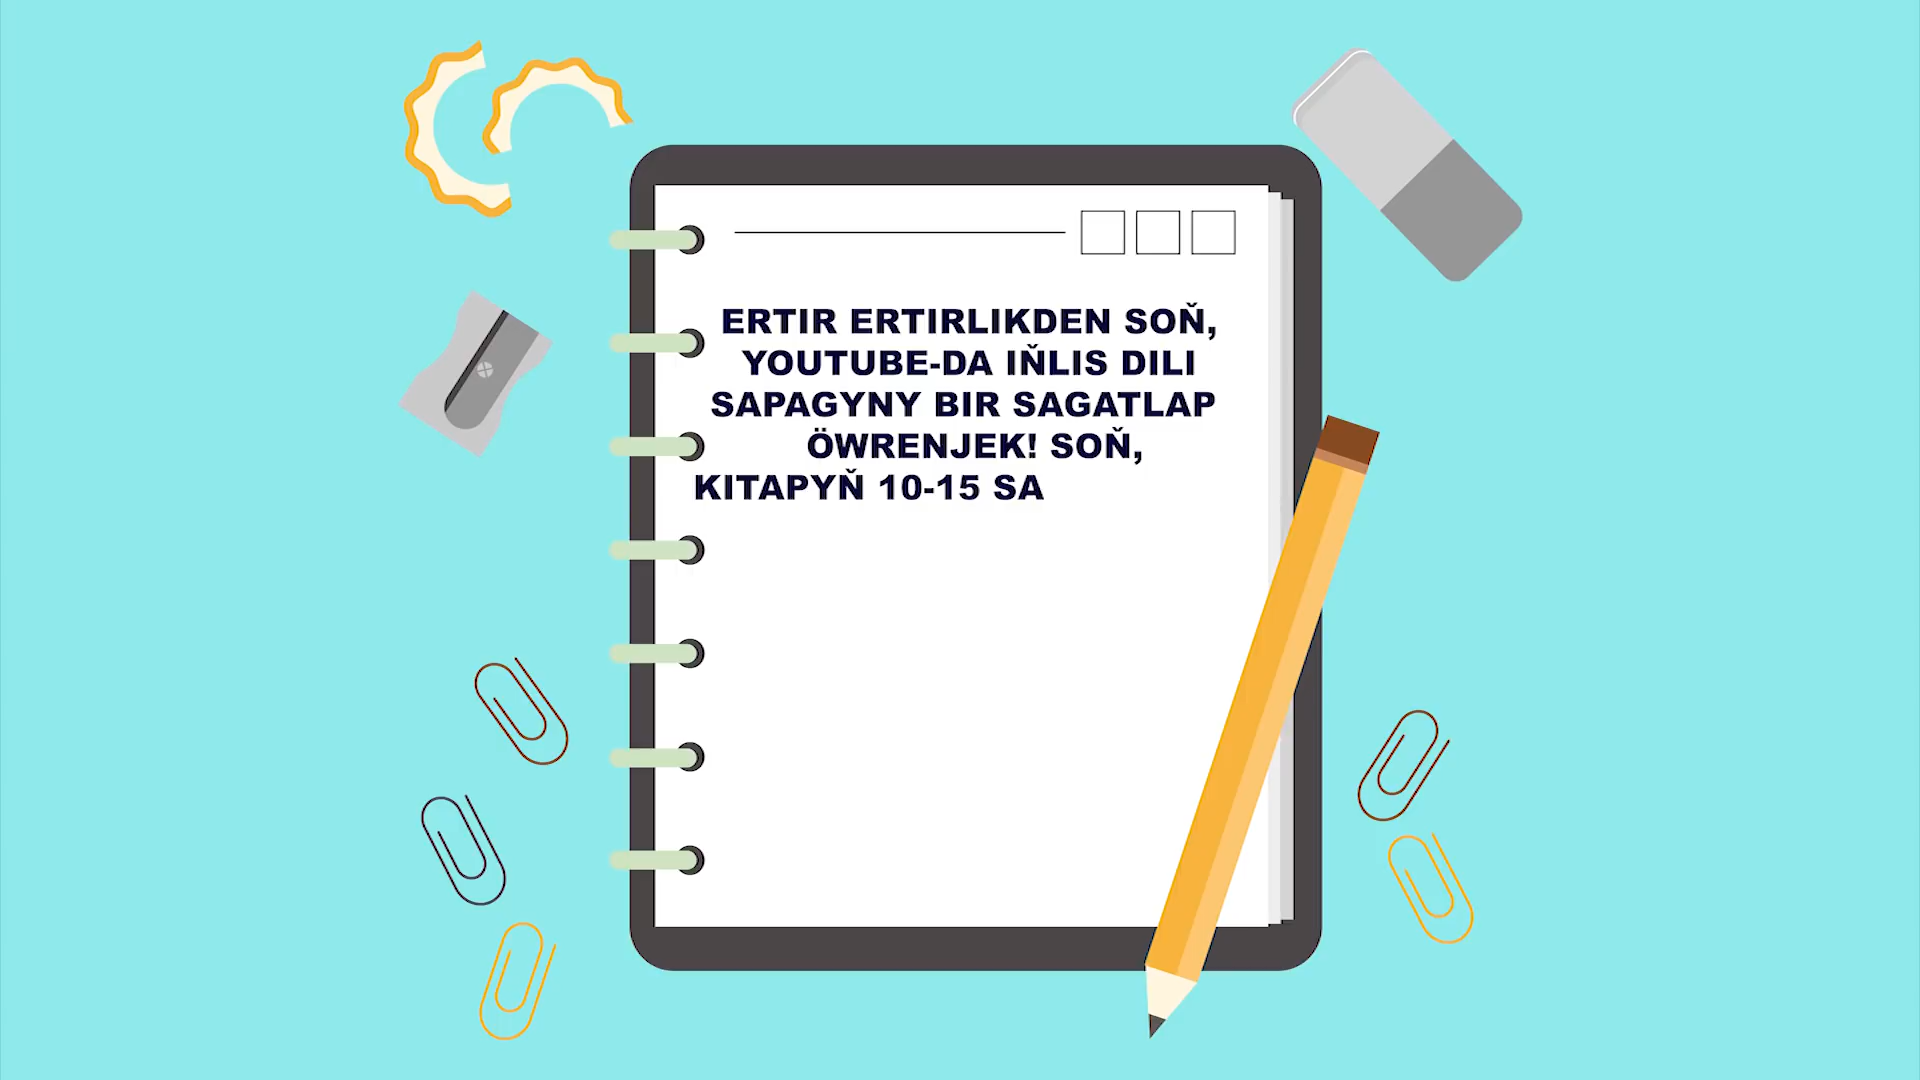 ERTIR ERTIRLIKDEN SOŇ,
YOUTUBE-DA IŇLIS DILI
SAPAGYNY BIR SAGATLAP
ÖWRENJEK! SOŇ,
KITAPYŇ 10-15 SA